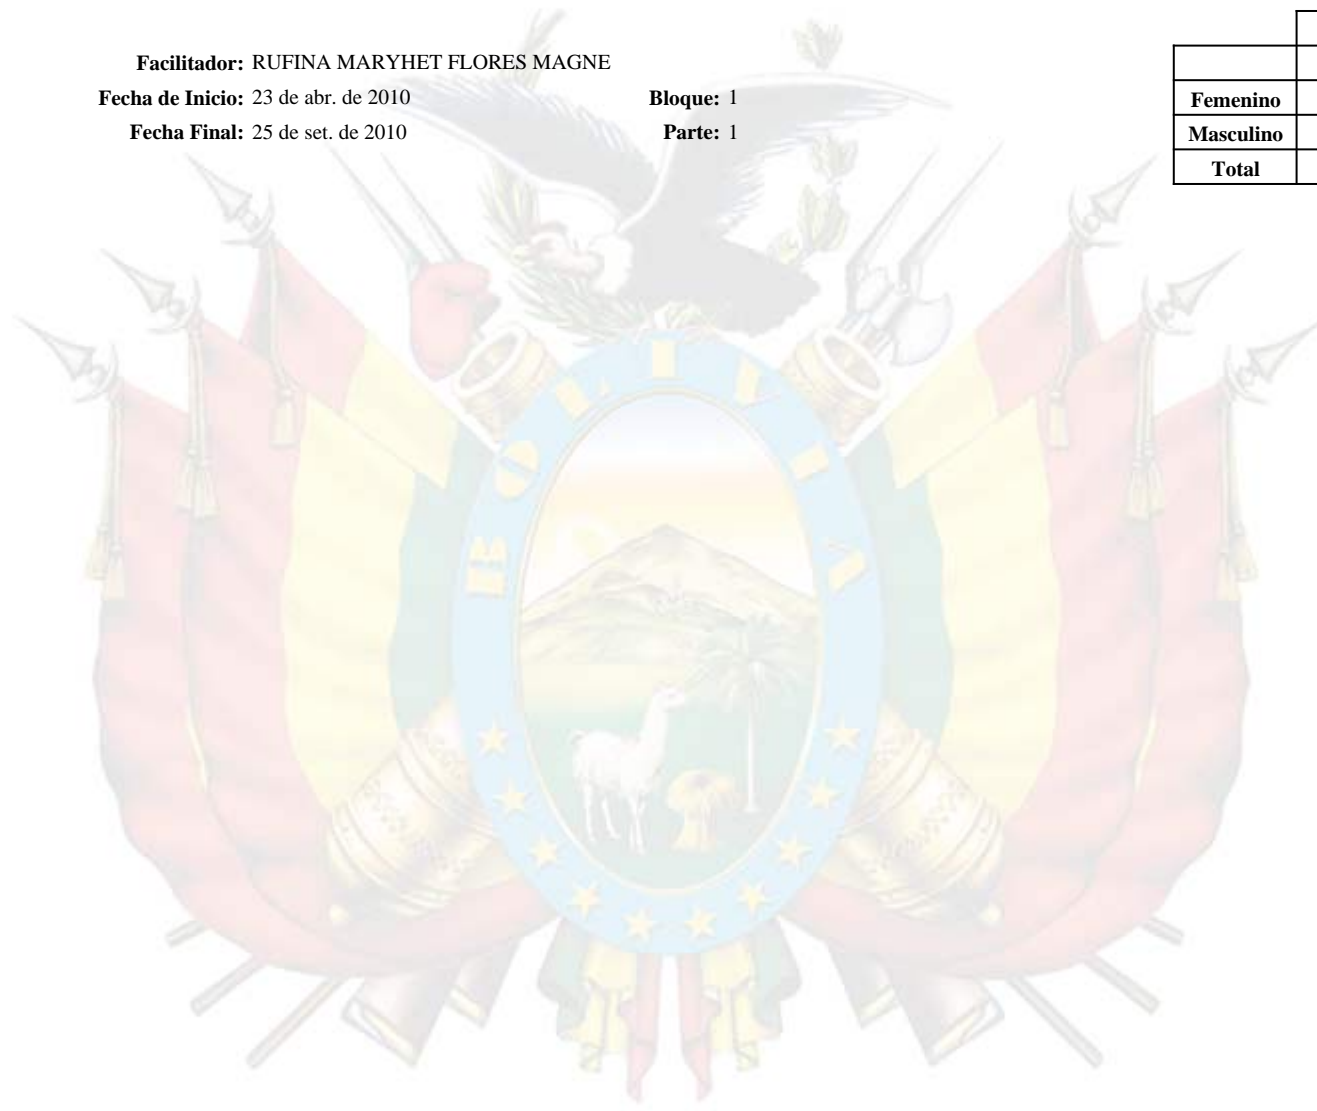 Facilitador: RUFINA MARYHET FLORES MAGNE
Fecha de Inicio: 23 de abr. de 2010 Bloque: 1
Fecha Final: 25 de set. de 2010 Parte: 1
Femenino
Masculino
Total
BOLIVIA